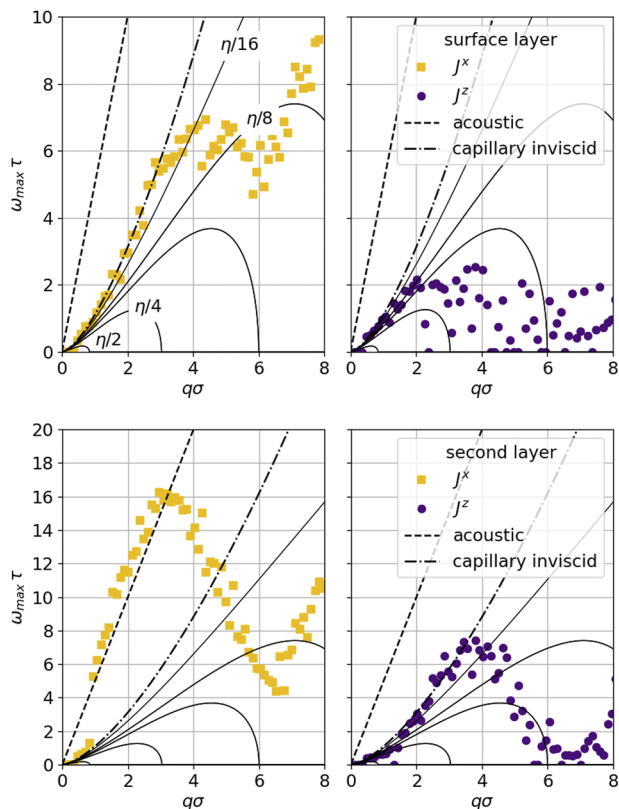 10
8
6
4
2
0
ω_max τ
η/16
η/8
η/4
η/2
0 2 4 6 8
qσ
surface layer
J^x
J^z
acoustic
capillary inviscid
0 2 4 6 8
qσ
20
18
16
14
12
10
8
6
4
2
0
ω_max τ
0 2 4 6 8
qσ
second layer
J^x
J^z
acoustic
capillary inviscid
0 2 4 6 8
qσ